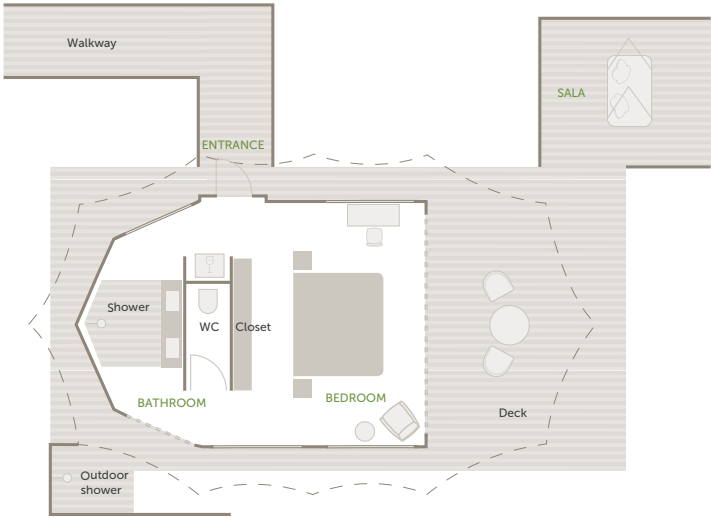 Walkway
SALA
ENTRANCE
Shower
WC
Closet
BATHROOM
BEDROOM
Deck
Outdoor
shower